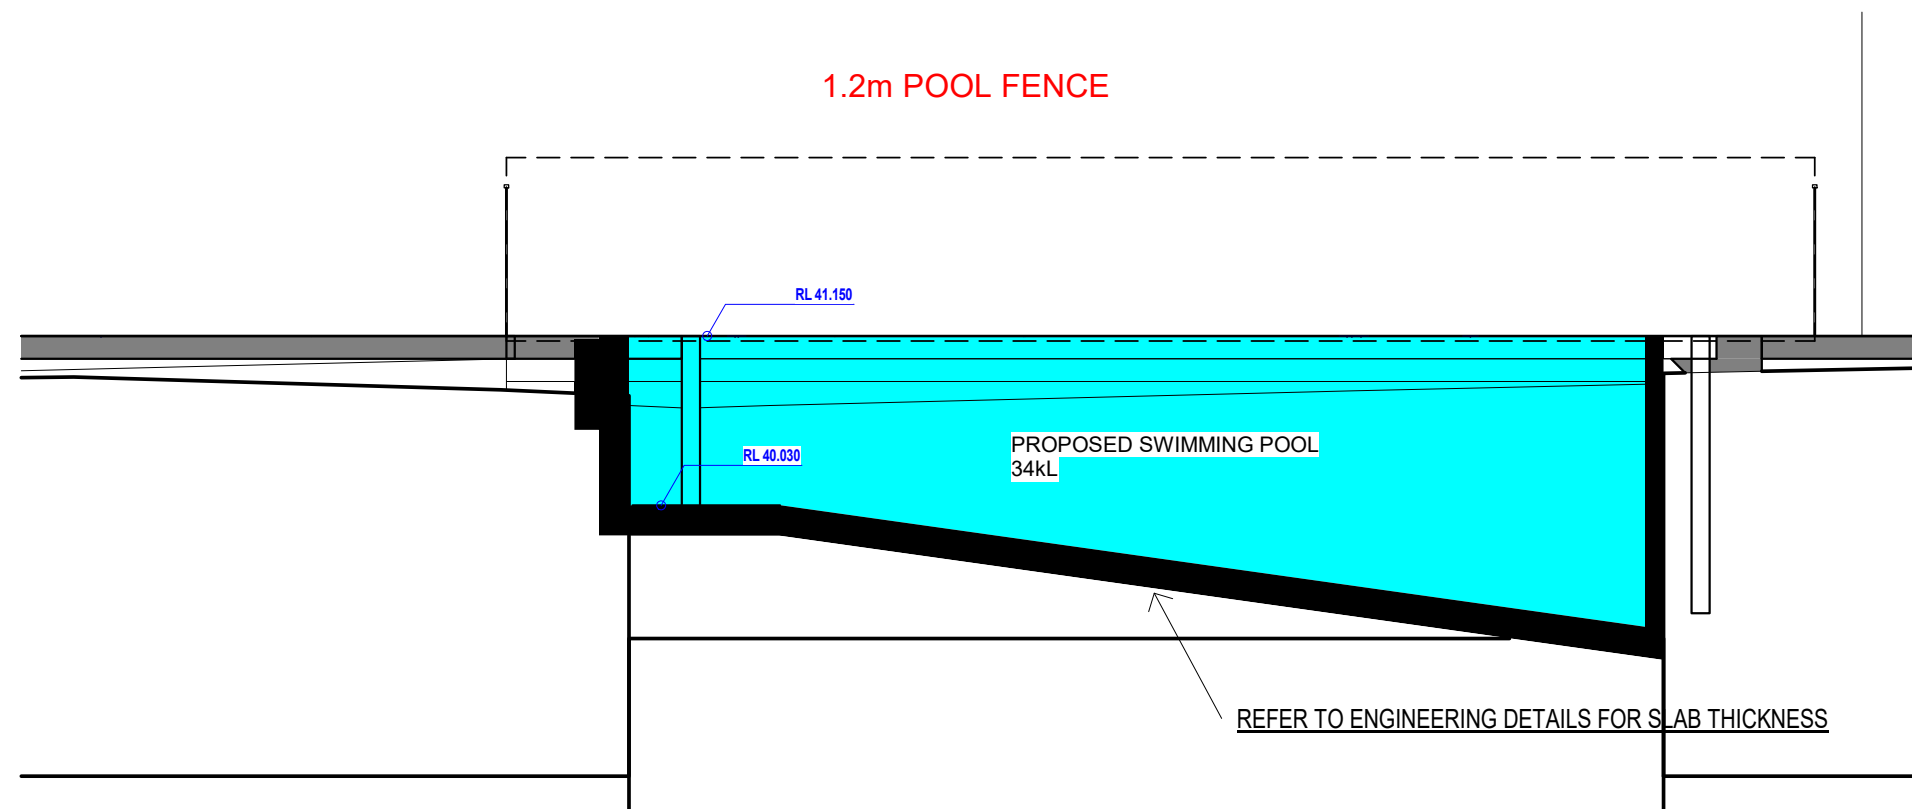 1.2m POOL FENCE
RL 41.150
PROPOSED SWIMMING POOL
34kL
RL 40.030
REFER TO ENGINEERING DETAILS FOR SLAB THICKNESS